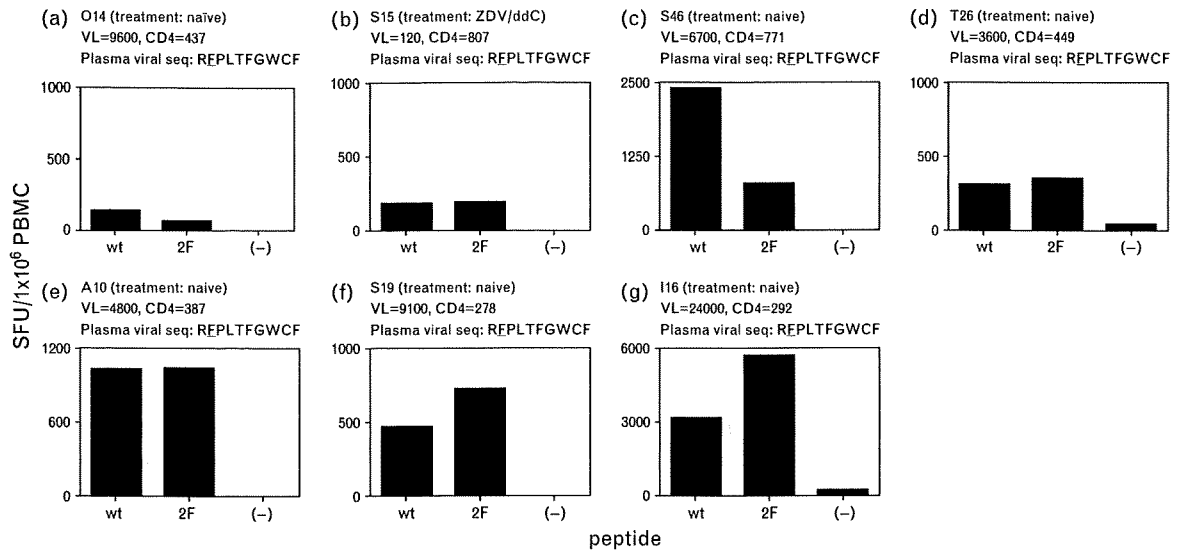 (a) O14 (treatment: naïve)
VL=9600, CD4=437
Plasma viral seq: RFPLTFGWCF
1000
500
0
wt 2F (–)
(b) S15 (treatment: ZDV/ddC)
VL=120, CD4=807
Plasma viral seq: RFPLTFGWCF
1000
500
0
wt 2F (–)
(c) S46 (treatment: naive)
VL=6700, CD4=771
Plasma viral seq: RFPLTFGWCF
2500
1250
0
wt 2F (–)
(d) T26 (treatment: naive)
VL=3600, CD4=449
Plasma viral seq: RFPLTFGWCF
1000
500
0
wt 2F (–)
SFU/1x10⁶ PBMC
(e) A10 (treatment: naive)
VL=4800, CD4=387
Plasma viral seq: RFPLTFGWCF
1200
600
0
wt 2F (–)
(f) S19 (treatment: naive)
VL=9100, CD4=278
Plasma viral seq: RFPLTFGWCF
1000
500
0
wt 2F (–)
(g) I16 (treatment: naive)
VL=24000, CD4=292
Plasma viral seq: RFPLTFGWCF
6000
3000
0
wt 2F (–)
peptide